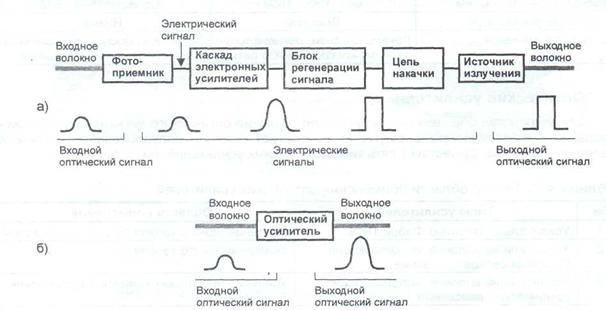 Электрический
сигнал
Входное
волокно
Фото-
приемник
Каскад
электронных
усилителей
Блок
регенерации
сигнала
Цепь
накачки
Источник
излучения
Выходное
волокно
а)
Входной
оптический сигнал
Электрические
сигналы
Выходной
оптический сигнал
Входное
волокно
Оптический
усилитель
Выходное
волокно
б)
Входной
оптический сигнал
Выходной
оптический сигнал